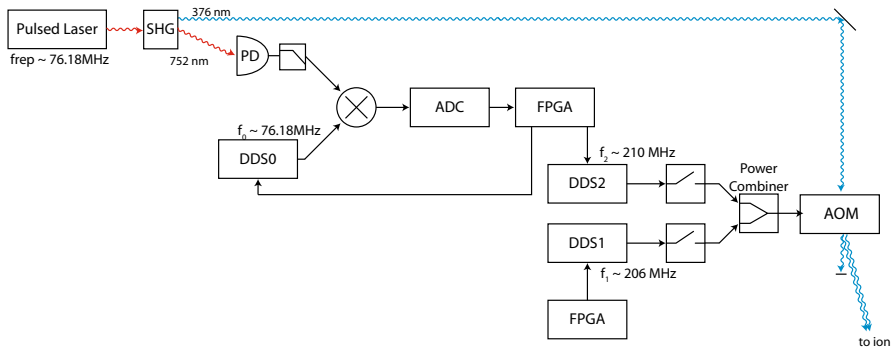 376 nm
Pulsed Laser
SHG
frep ~ 76.18MHz
752 nm
PD
f0 ~ 76.18MHz
ADC
FPGA
DDS0
f2 ~ 210 MHz
DDS2
Power
Combiner
AOM
DDS1
f1 ~ 206 MHz
FPGA
to ion